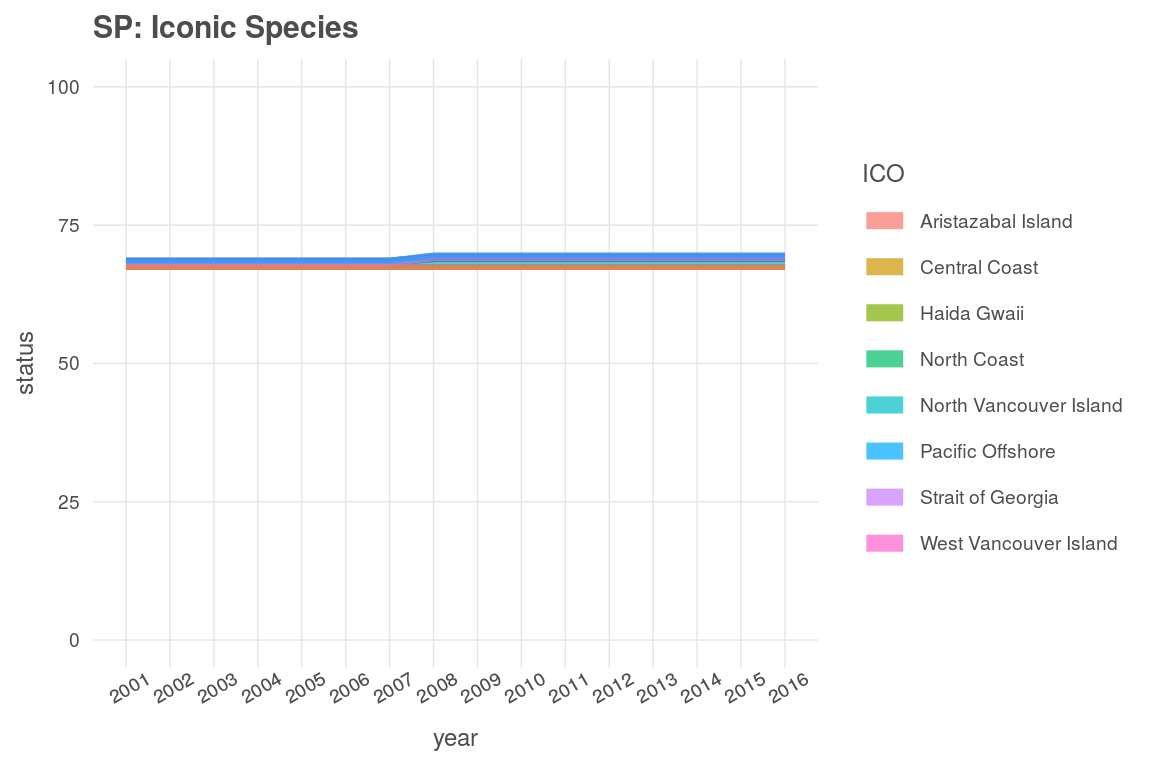 SP: Iconic Species
100
75
50
25
0
status
2001 2002 2003 2004 2005 2006 2007 2008 2009 2010 2011 2012 2013 2014 2015 2016
year
ICO
Aristazabal Island
Central Coast
Haida Gwaii
North Coast
North Vancouver Island
Pacific Offshore
Strait of Georgia
West Vancouver Island